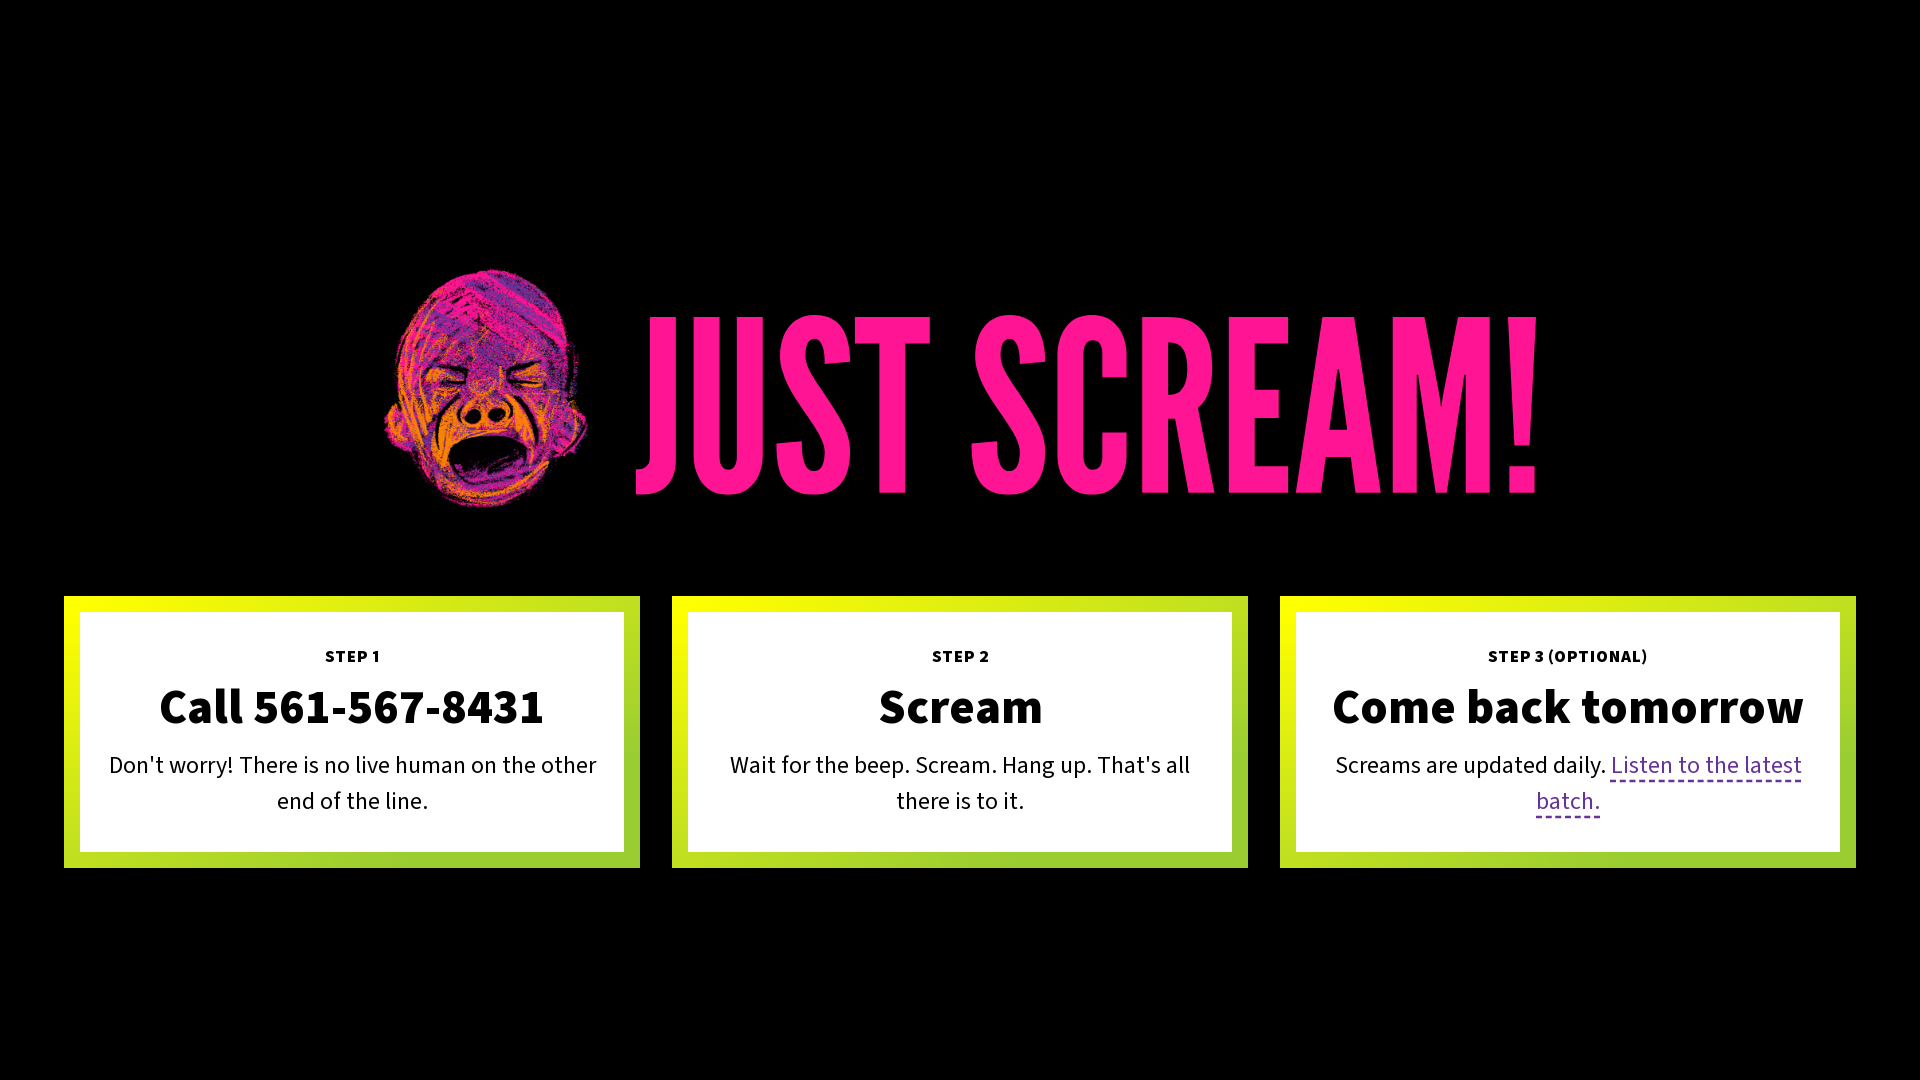 JUST SCREAM!
STEP 1
Call 561-567-8431
Don't worry! There is no live human on the other
end of the line.
STEP 2
Scream
Wait for the beep. Scream. Hang up. That's all
there is to it.
STEP 3 (OPTIONAL)
Come back tomorrow
Screams are updated daily. Listen to the latest
batch.